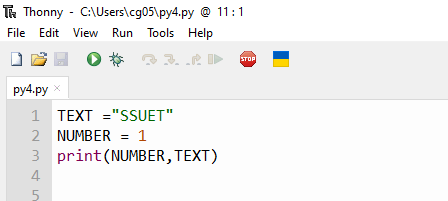 Thonny - C:\Users\cg05\py4.py @ 11:1
File Edit View Run Tools Help
STOP
py4.py ×
1 TEXT ="SSUET"
2 NUMBER = 1
3 print(NUMBER,TEXT)
4
5